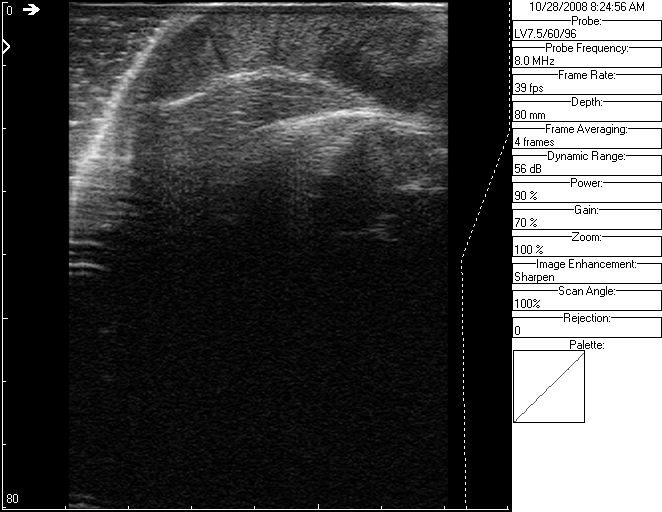 0
80
10/28/2008 8:24:56 AM
Probe:
LV7.5/60/96
Probe Frequency:
8.0 MHz
Frame Rate:
39 fps
Depth:
80 mm
Frame Averaging:
4 frames
Dynamic Range:
56 dB
Power:
90 %
Gain:
70 %
Zoom:
100 %
Image Enhancement:
Sharpen
Scan Angle:
100%
Rejection:
0
Palette: